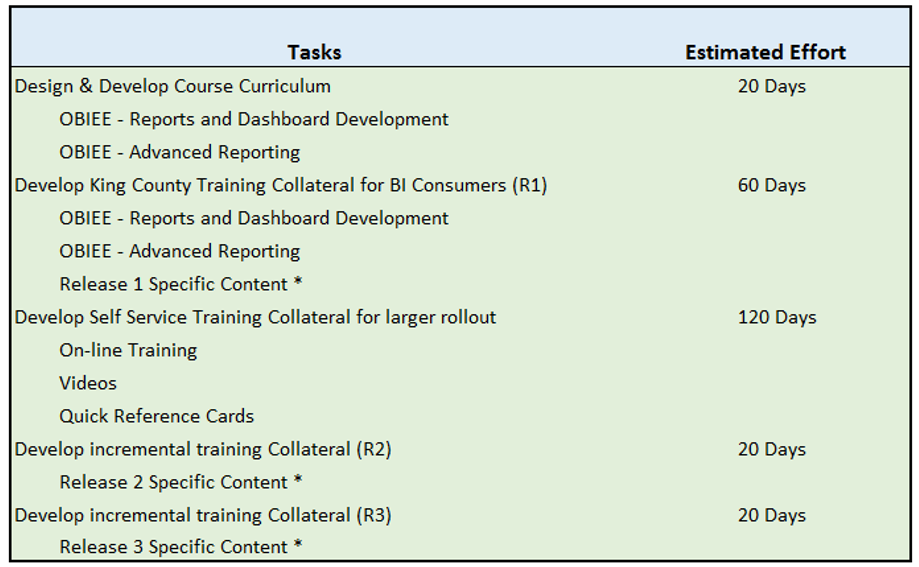 Tasks Estimated Effort
Design & Develop Course Curriculum 20 Days
OBIEE - Reports and Dashboard Development
OBIEE - Advanced Reporting
Develop King County Training Collateral for BI Consumers (R1) 60 Days
OBIEE - Reports and Dashboard Development
OBIEE - Advanced Reporting
Release 1 Specific Content *
Develop Self Service Training Collateral for larger rollout 120 Days
On-line Training
Videos
Quick Reference Cards
Develop incremental training Collateral (R2) 20 Days
Release 2 Specific Content *
Develop incremental training Collateral (R3) 20 Days
Release 3 Specific Content *